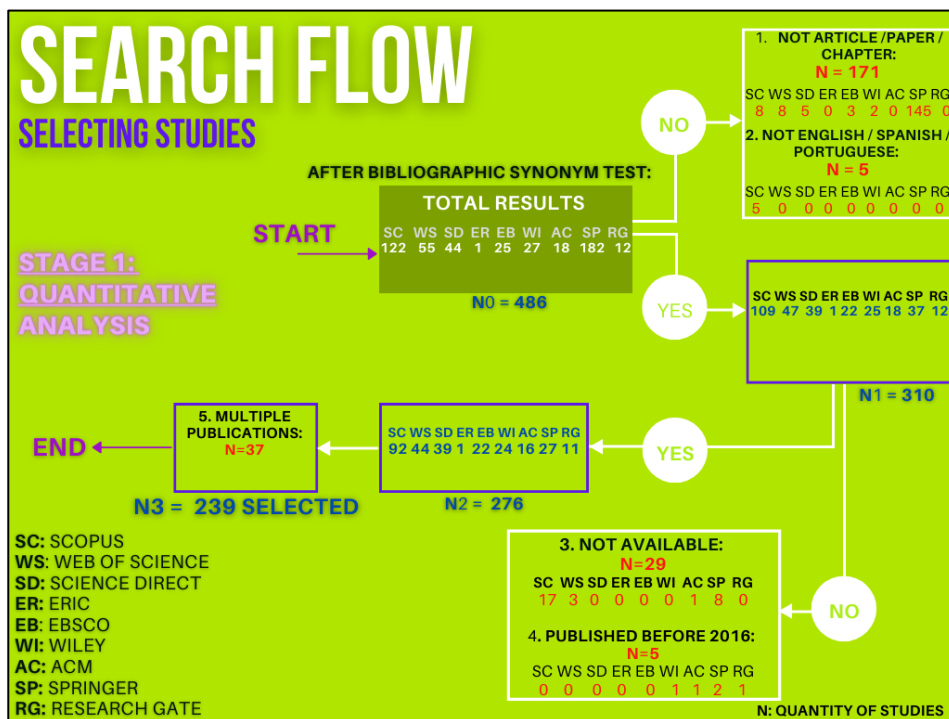 SEARCH FLOW
SELECTING STUDIES
1. NOT ARTICLE /PAPER /
CHAPTER:
N = 171
SC WS SD ER EB WI AC SP RG
8 8 5 0 3 2 0 145 0
2. NOT ENGLISH / SPANISH /
PORTUGUESE:
N = 5
SC WS SD ER EB WI AC SP RG
5 0 0 0 0 0 0 0 0
NO
AFTER BIBLIOGRAPHIC SYNONYM TEST:
TOTAL RESULTS
SC WS SD ER EB WI AC SP RG
122 55 44 1 25 27 18 182 12
N0 = 486
START
STAGE 1:
QUANTITATIVE
ANALYSIS
YES
SC WS SD ER EB WI AC SP RG
109 47 39 1 22 25 18 37 12
N1 = 310
YES
SC WS SD ER EB WI AC SP RG
92 44 39 1 22 24 16 27 11
N2 = 276
5. MULTIPLE
PUBLICATIONS:
N=37
N3 = 239 SELECTED
END
3. NOT AVAILABLE:
N=29
SC WS SD ER EB WI AC SP RG
17 3 0 0 0 0 1 8 0
4. PUBLISHED BEFORE 2016:
N=5
SC WS SD ER EB WI AC SP RG
0 0 0 0 0 1 1 2 1
NO
SC: SCOPUS
WS: WEB OF SCIENCE
SD: SCIENCE DIRECT
ER: ERIC
EB: EBSCO
WI: WILEY
AC: ACM
SP: SPRINGER
RG: RESEARCH GATE
N: QUANTITY OF STUDIES